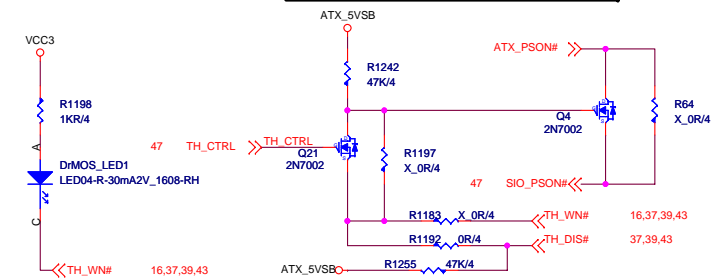 ATX_5VSB
VCC3
ATX_PSON#
R1242
47K/4
R1198
1KR/4
R64
X_0R/4
Q4
2N7002
A
47 TH_CTRL TH_CTRL
Q21
2N7002
R1197
X_0R/4
DrMOS_LED1
LED04-R-30mA2V_1608-RH
47 SIO_PSON#
C
R1183 X_0R/4 TH_WN# 16,37,39,43
R1192 0R/4 TH_DIS# 37,39,43
TH_WN# 16,37,39,43
ATX_5VSB R1255 47K/4